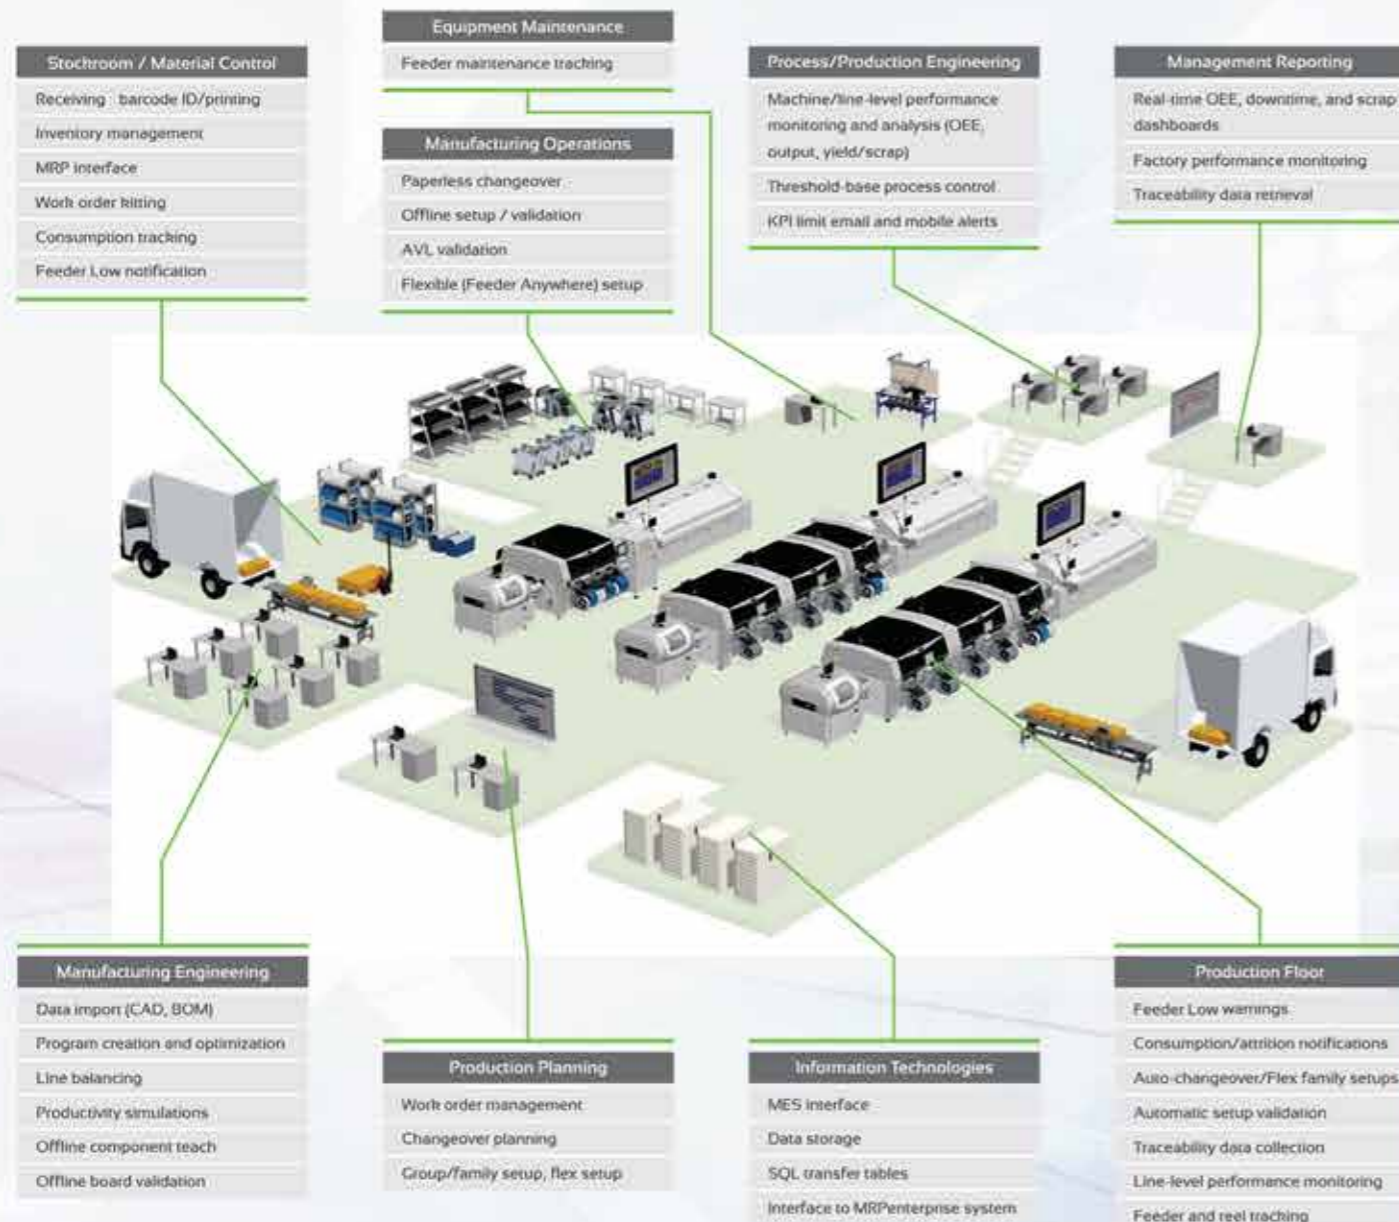 Equipment Maintenance
Feeder maintenance tracking
Stockroom / Material Control
Receiving barcode ID/printing
Inventory management
MRP interface
Work order kitting
Consumption tracking
Feeder Low notification
Manufacturing Operations
Paperless changeover
Offline setup / validation
AVL validation
Flexible (Feeder Anywhere) setup
Process/Production Engineering
Machine/line-level performance
monitoring and analysis (OEE,
output, yield/scrap)
Threshold-base process control
KPI limit email and mobile alerts
Management Reporting
Real-time OEE, downtime, and scrap
dashboards
Factory performance monitoring
Traceability data retrieval
Manufacturing Engineering
Data import (CAD, BOM)
Program creation and optimization
Line balancing
Productivity simulations
Offline component teach
Offline board validation
Production Planning
Work order management
Changeover planning
Group/family setup, flex setup
Information Technologies
MES interface
Data storage
SQL transfer tables
Interface to MRPenterprise system
Production Floor
Feeder Low warnings
Consumption/attrition notifications
Auto-changeover/Flex family setups
Automatic setup validation
Traceability data collection
Line-level performance monitoring
Feeder and reel tracking